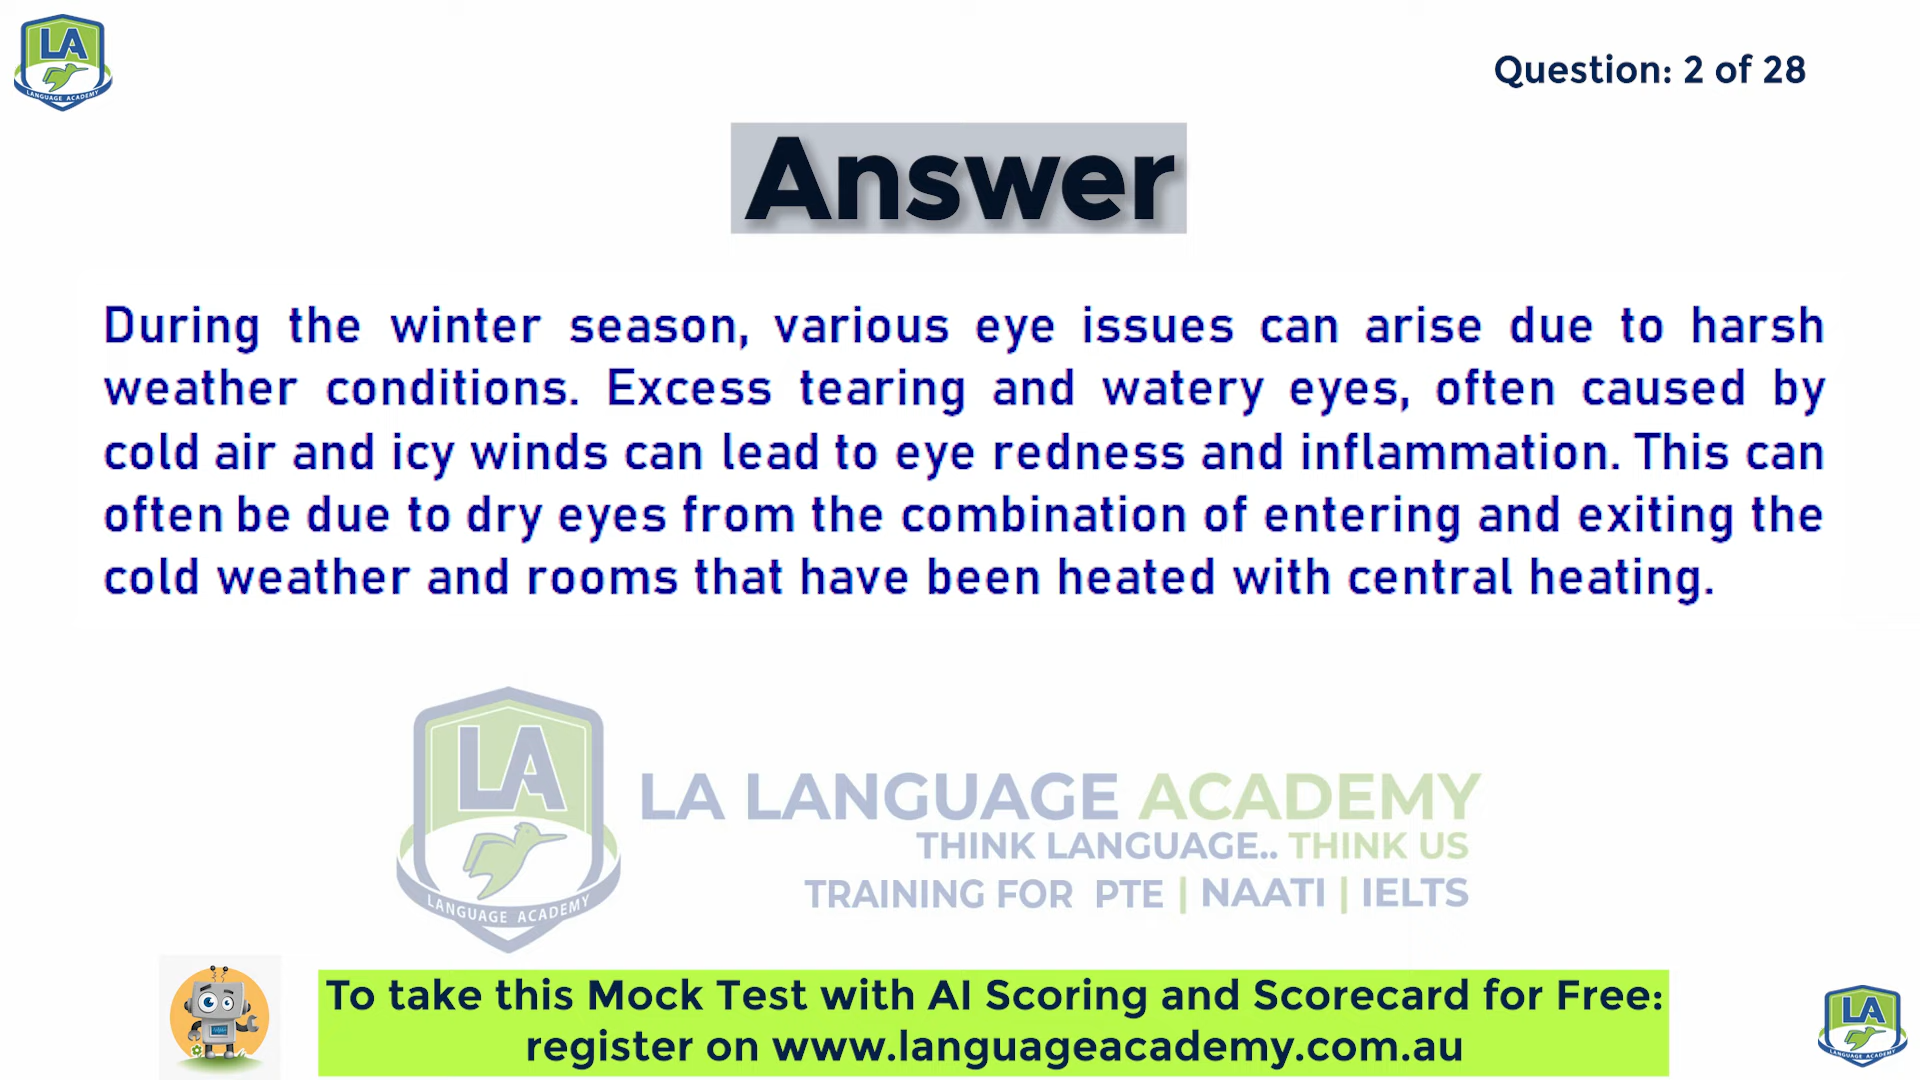 LA
LANGUAGE ACADEMY
Question: 2 of 28
Answer
During the winter season, various eye issues can arise due to harsh
weather conditions. Excess tearing and watery eyes, often caused by
cold air and icy winds can lead to eye redness and inflammation. This can
often be due to dry eyes from the combination of entering and exiting the
cold weather and rooms that have been heated with central heating.
LA
LANGUAGE ACADEMY
LA LANGUAGE ACADEMY
THINK LANGUAGE.. THINK US
TRAINING FOR PTE | NAATI | IELTS
To take this Mock Test with AI Scoring and Scorecard for Free:
register on www.languageacademy.com.au
LA
LANGUAGE ACADEMY